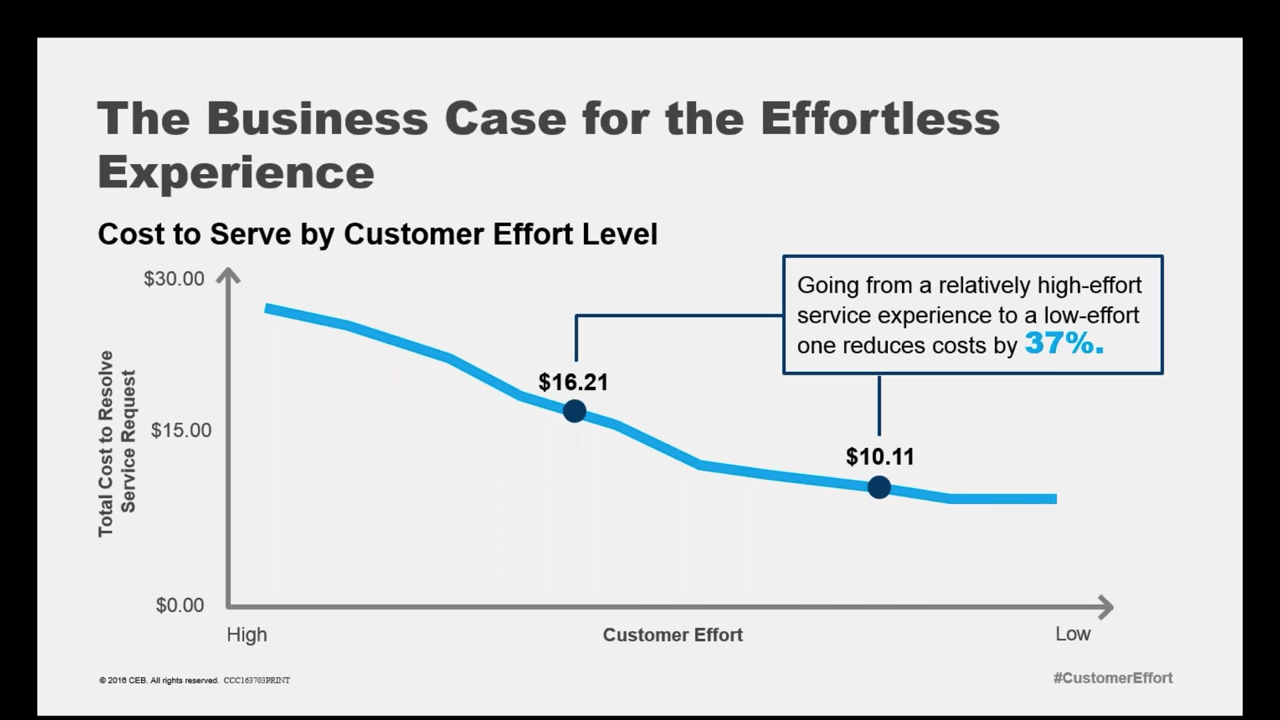 The Business Case for the Effortless
Experience
Cost to Serve by Customer Effort Level
$30.00
$15.00
$0.00
Total Cost to Resolve
Service Request
Going from a relatively high-effort
service experience to a low-effort
one reduces costs by 37%.
$16.21
$10.11
High
Customer Effort
Low
© 2016 CEB. All rights reserved. CCC163703PRINT
#CustomerEffort